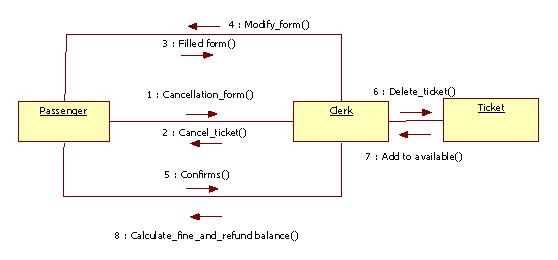 4 : Modify_form()
3 : Filled form()
1 : Cancellation_form()
6 : Delete_ticket()
Passenger
Clerk
Ticket
2 : Cancel_ticket()
7 : Add to available()
5 : Confirms()
8 : Calculate_fine_and_refund balance()